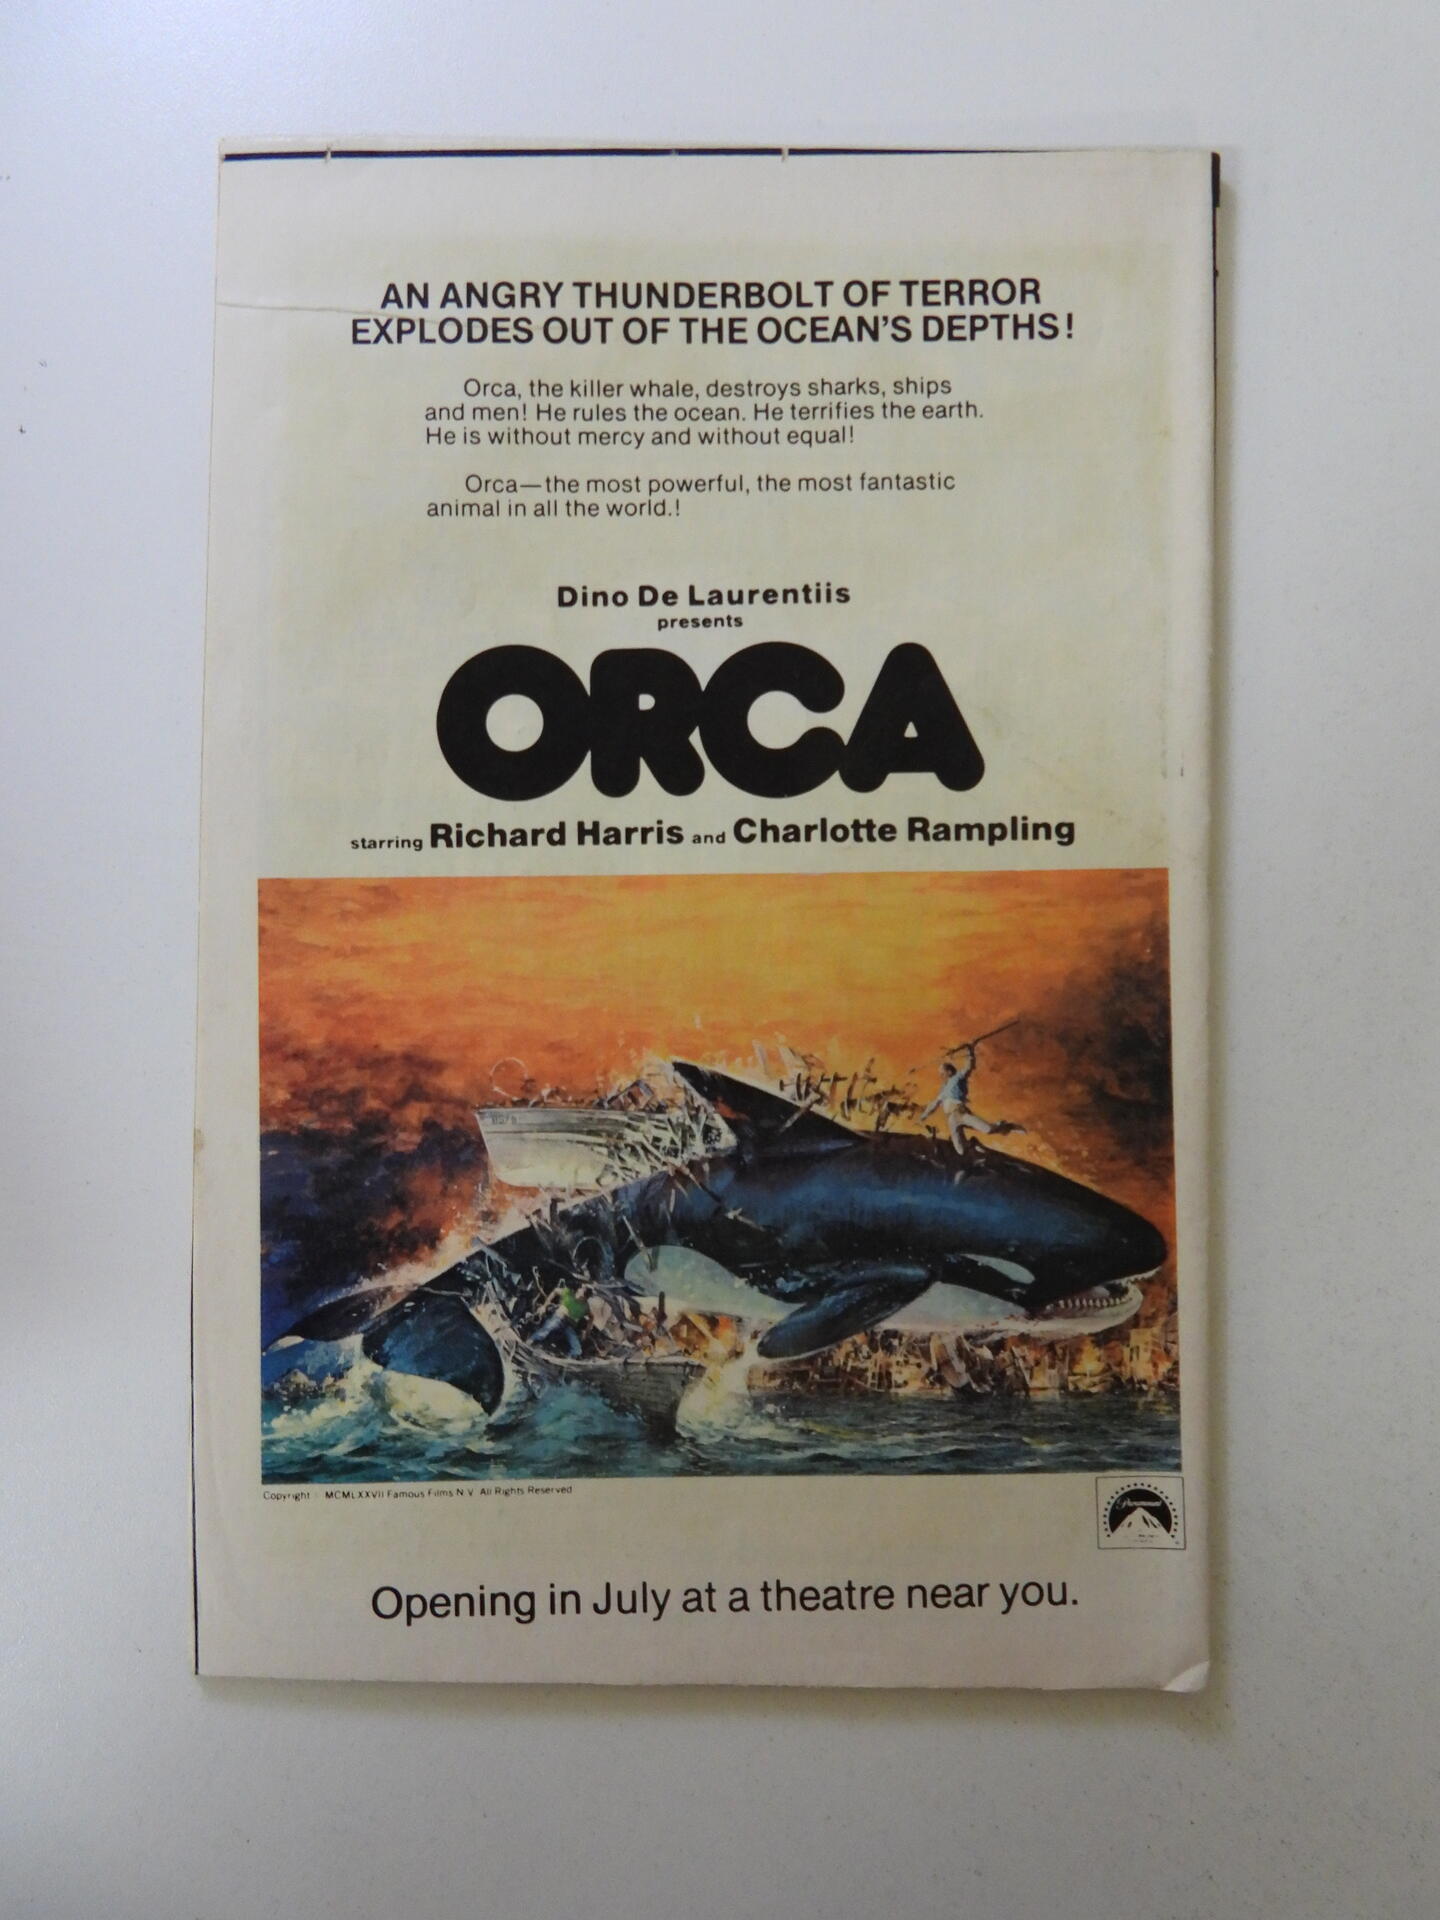 AN ANGRY THUNDERBOLT OF TERROR
EXPLODES OUT OF THE OCEAN'S DEPTHS!
Orca, the killer whale, destroys sharks, ships
and men! He rules the ocean. He terrifies the earth.
He is without mercy and without equal!
Orca—the most powerful, the most fantastic
animal in all the world.!
Dino De Laurentiis
presents
ORCA
starring Richard Harris and Charlotte Rampling
Copyright MCMLXXVII Famous Films N.V. All Rights Reserved
Paramount
Opening in July at a theatre near you.